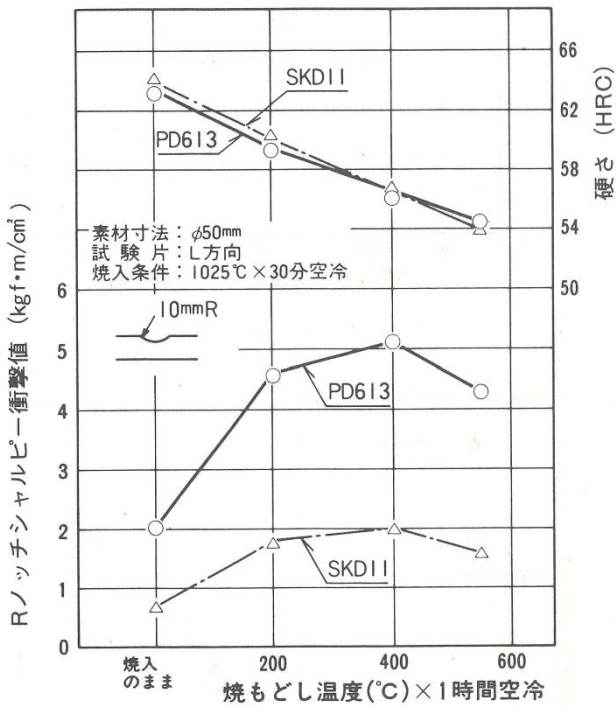 66
62
58
54
50
硬さ (HRC)
SKD11
PD613
素材寸法：φ50mm
試験片：L方向
焼入条件：1025℃×30分空冷
10mmR
6
5
4
3
2
1
0
Rノッチシャルピー衝撃値 (kgf･m/c㎡)
PD613
SKD11
焼入
のまま
200
400
600
焼もどし温度(℃)×1時間空冷